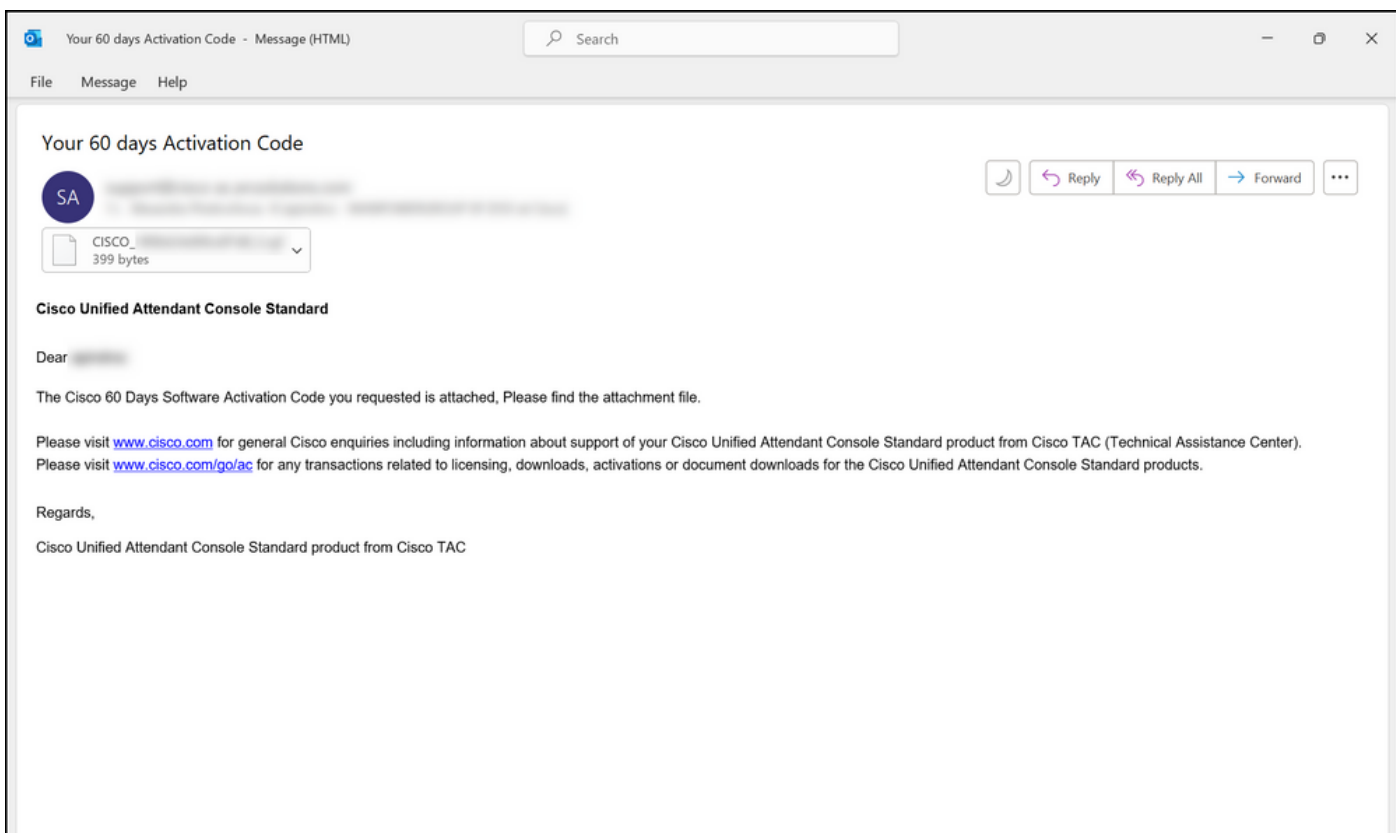 Your 60 days Activation Code - Message (HTML)
Search
File Message Help
Your 60 days Activation Code
SA
Reply Reply All Forward
CISCO_
399 bytes
Cisco Unified Attendant Console Standard
Dear
The Cisco 60 Days Software Activation Code you requested is attached, Please find the attachment file.
Please visit www.cisco.com for general Cisco enquiries including information about support of your Cisco Unified Attendant Console Standard product from Cisco TAC (Technical Assistance Center).
Please visit www.cisco.com/go/ac for any transactions related to licensing, downloads, activations or document downloads for the Cisco Unified Attendant Console Standard products.
Regards,
Cisco Unified Attendant Console Standard product from Cisco TAC